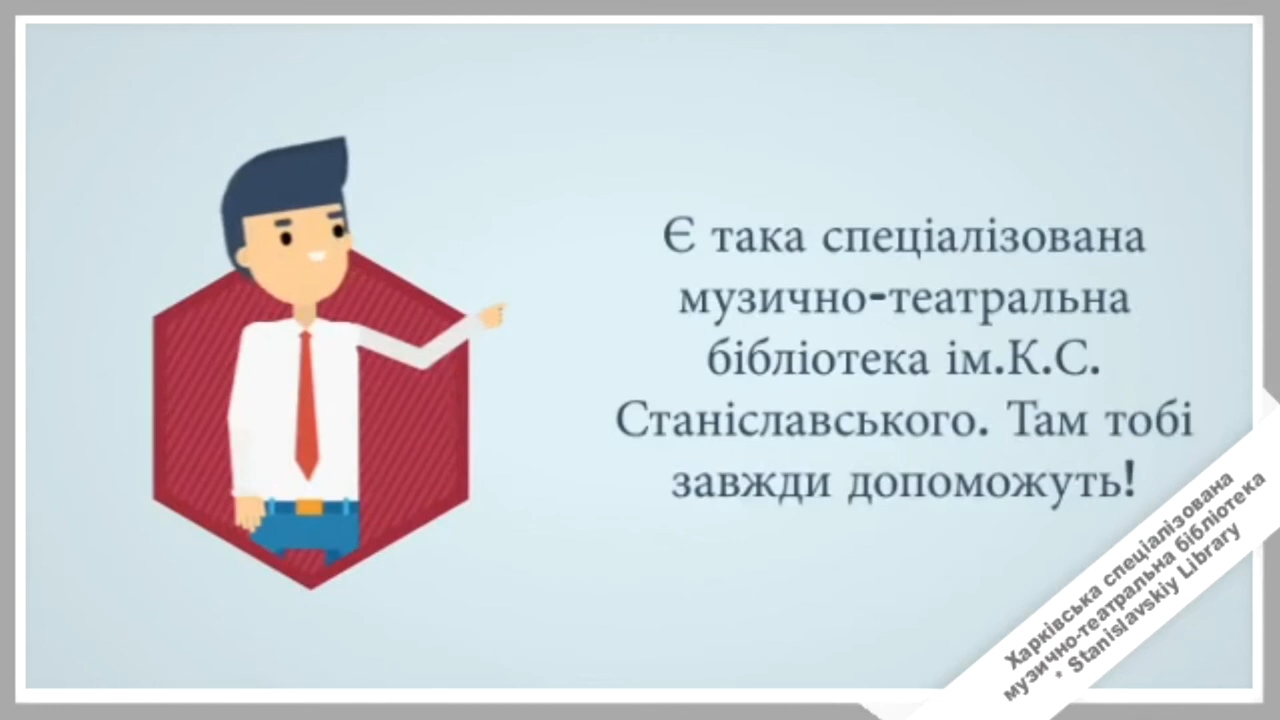 Є така спеціалізована
музично-театральна
бібліотека ім.К.С.
Станіславського. Там тобі
завжди допоможуть!
Харківська спеціалізована
музично-театральна бібліотека
* Stanislavskiy Library